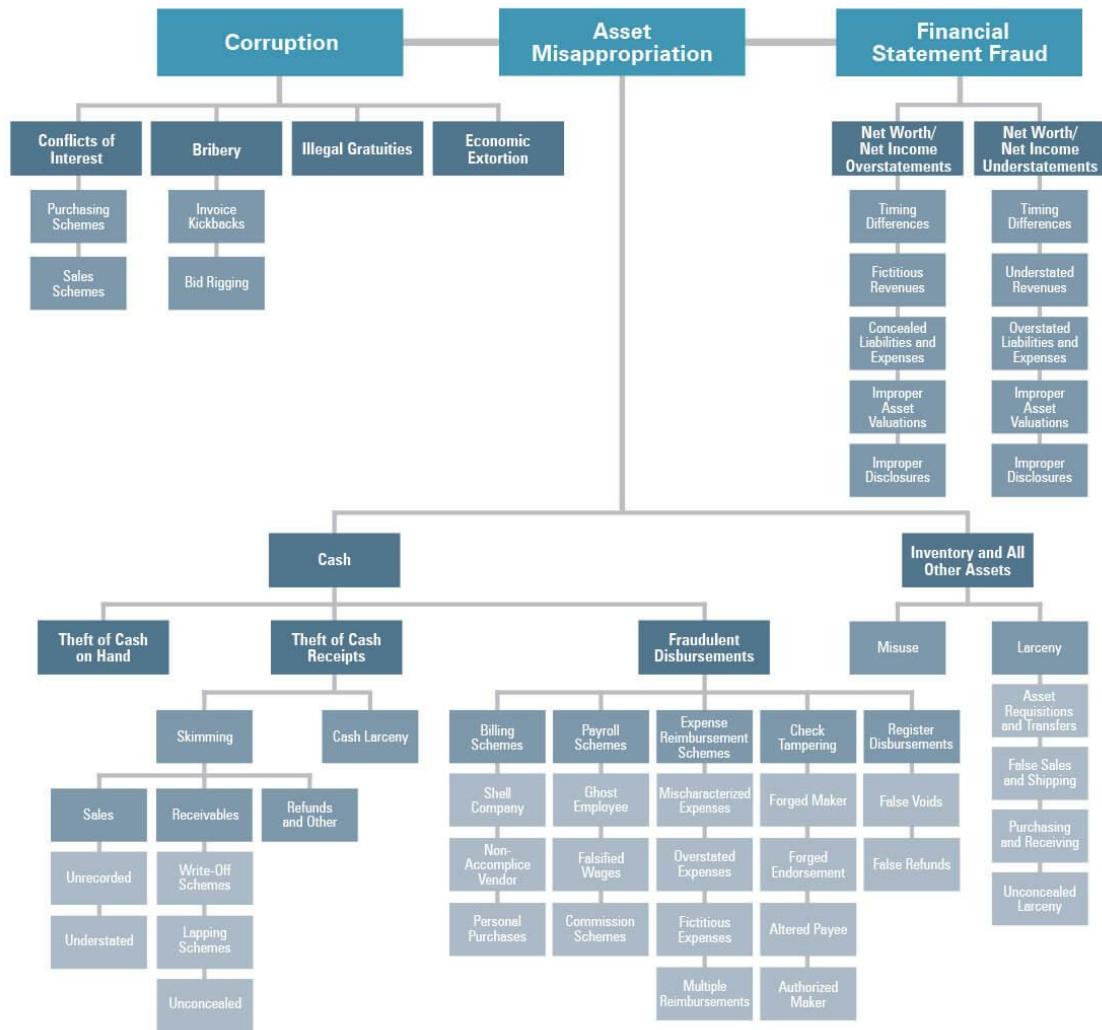 Corruption
Asset
Misappropriation
Financial
Statement Fraud
Conflicts of
Interest
Bribery
Illegal Gratuities
Economic
Extortion
Net Worth/
Net Income
Overstatements
Net Worth/
Net Income
Understatements
Purchasing
Schemes
Sales
Schemes
Invoice
Kickbacks
Bid Rigging
Timing
Differences
Fictitious
Revenues
Concealed
Liabilities and
Expenses
Improper
Asset
Valuations
Improper
Disclosures
Timing
Differences
Understated
Revenues
Overstated
Liabilities and
Expenses
Improper
Asset
Valuations
Improper
Disclosures
Cash
Inventory and All
Other Assets
Theft of Cash
on Hand
Theft of Cash
Receipts
Fraudulent
Disbursements
Misuse
Larceny
Asset
Requisitions
and Transfers
False Sales
and Shipping
Purchasing
and Receiving
Unconcealed
Larceny
Skimming
Cash Larceny
Sales
Unrecorded
Understated
Receivables
Write-Off
Schemes
Lapping
Schemes
Unconcealed
Refunds
and Other
Billing
Schemes
Shell
Company
Non-
Accomplice
Vendor
Personal
Purchases
Payroll
Schemes
Ghost
Employee
Falsified
Wages
Commission
Schemes
Expense
Reimbursement
Schemes
Mischaracterized
Expenses
Overstated
Expenses
Fictitious
Expenses
Multiple
Reimbursements
Check
Tampering
Forged Maker
Forged
Endorsement
Altered Payee
Authorized
Maker
Register
Disbursements
False Voids
False Refunds